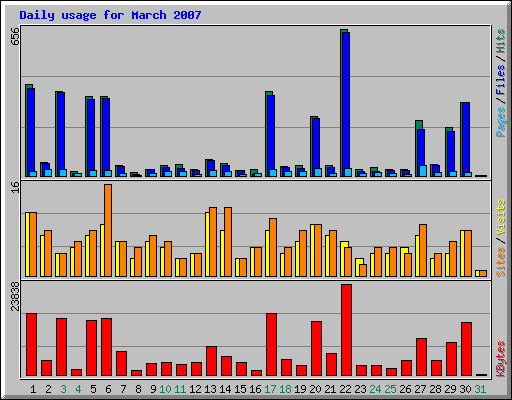 Daily usage for March 2007
656
Pages / Files / Hits
16
Sites / Visits
23838
KBytes
1 2 3 4 5 6 7 8 9 10 11 12 13 14 15 16 17 18 19 20 21 22 23 24 25 26 27 28 29 30 31